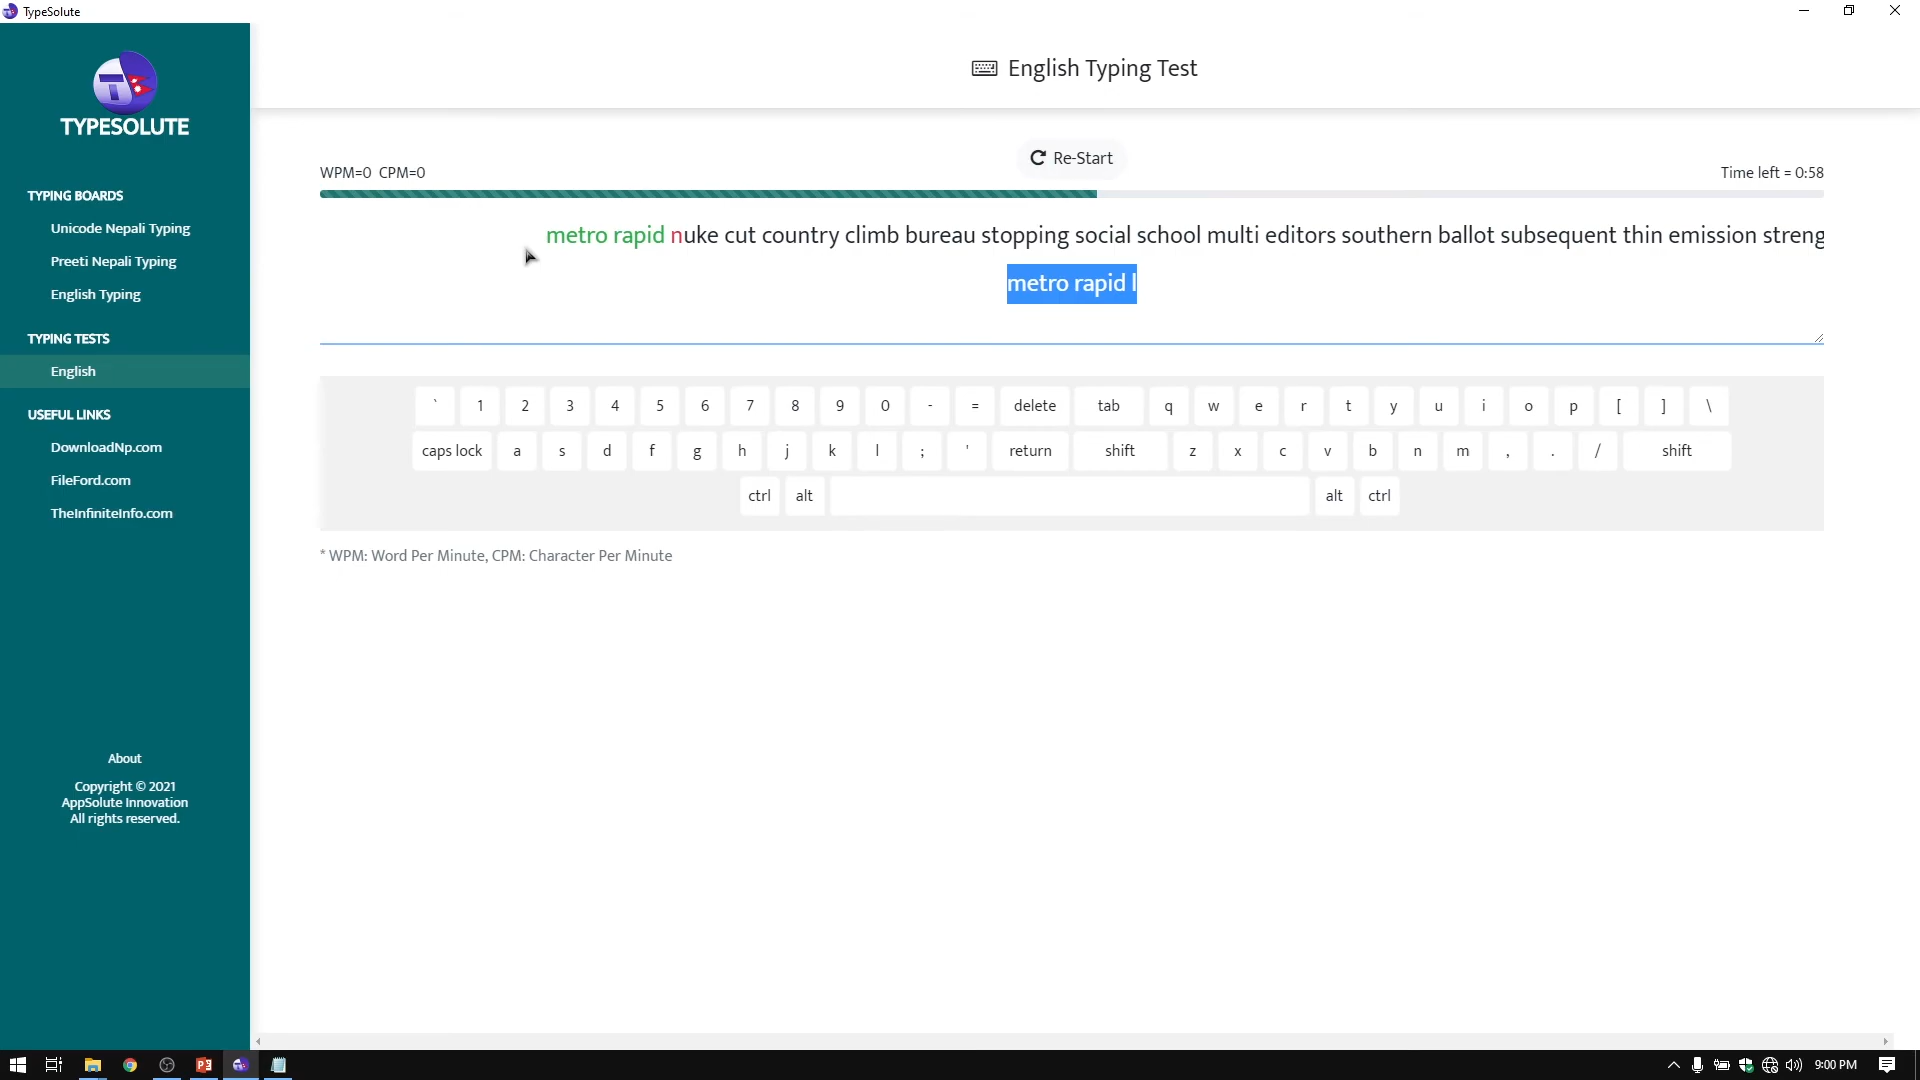 TypeSolute
TYPESOLUTE
TYPING BOARDS
Unicode Nepali Typing
Preeti Nepali Typing
English Typing
TYPING TESTS
English
USEFUL LINKS
DownloadNp.com
FileFord.com
TheInfiniteInfo.com
About
Copyright © 2021
AppSolute Innovation
All rights reserved.
English Typing Test
Re-Start
WPM=0 CPM=0
Time left = 0:58
metro rapid nuke cut country climb bureau stopping social school multi editors southern ballot subsequent thin emission streng
metro rapid l
` 1 2 3 4 5 6 7 8 9 0 - = delete tab q w e r t y u i o p [ ] \
caps lock a s d f g h j k l ; ' return shift z x c v b n m , . / shift
ctrl alt alt ctrl
* WPM: Word Per Minute, CPM: Character Per Minute
9:00 PM